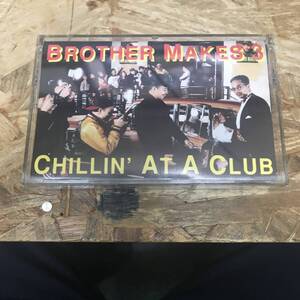 BROTHER MAKES 3
CHILLIN' AT A CLUB